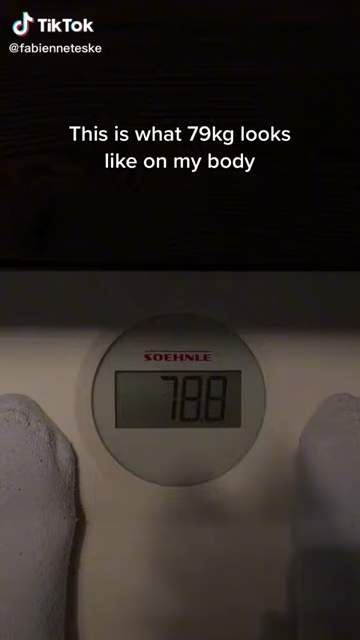 TikTok
@fabienneteske
This is what 79kg looks
like on my body
SOEHNLE
78.8